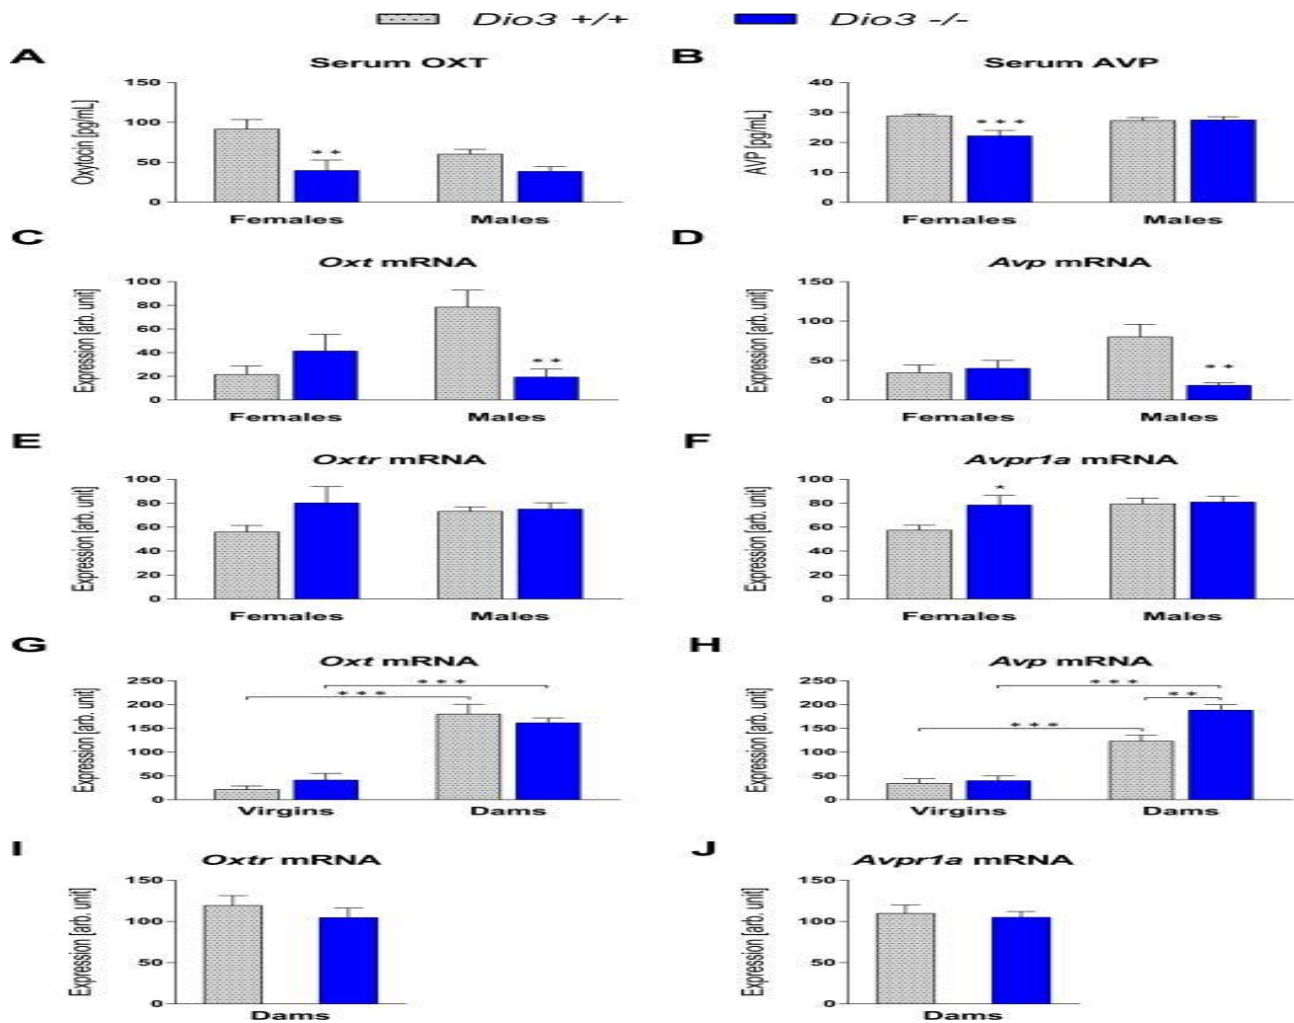 Dio3 +/+ Dio3 -/-
A Serum OXT
Oxytocin [pg/mL]
150
100
50
0
** 
Females Males
B Serum AVP
AVP [pg/mL]
40
30
20
10
0
***
Females Males
C Oxt mRNA
Expression [arb. unit]
100
80
60
40
20
0
**
Females Males
D Avp mRNA
Expression [arb. unit]
150
100
50
0
**
Females Males
E Oxtr mRNA
Expression [arb. unit]
100
80
60
40
20
0
Females Males
F Avpr1a mRNA
Expression [arb. unit]
100
80
60
40
20
0
*
Females Males
G Oxt mRNA
Expression [arb. unit]
250
200
150
100
50
0
***
***
Virgins Dams
H Avp mRNA
Expression [arb. unit]
250
200
150
100
50
0
***
**
***
Virgins Dams
I Oxtr mRNA
Expression [arb. unit]
150
100
50
0
Dams
J Avpr1a mRNA
Expression [arb. unit]
150
100
50
0
Dams